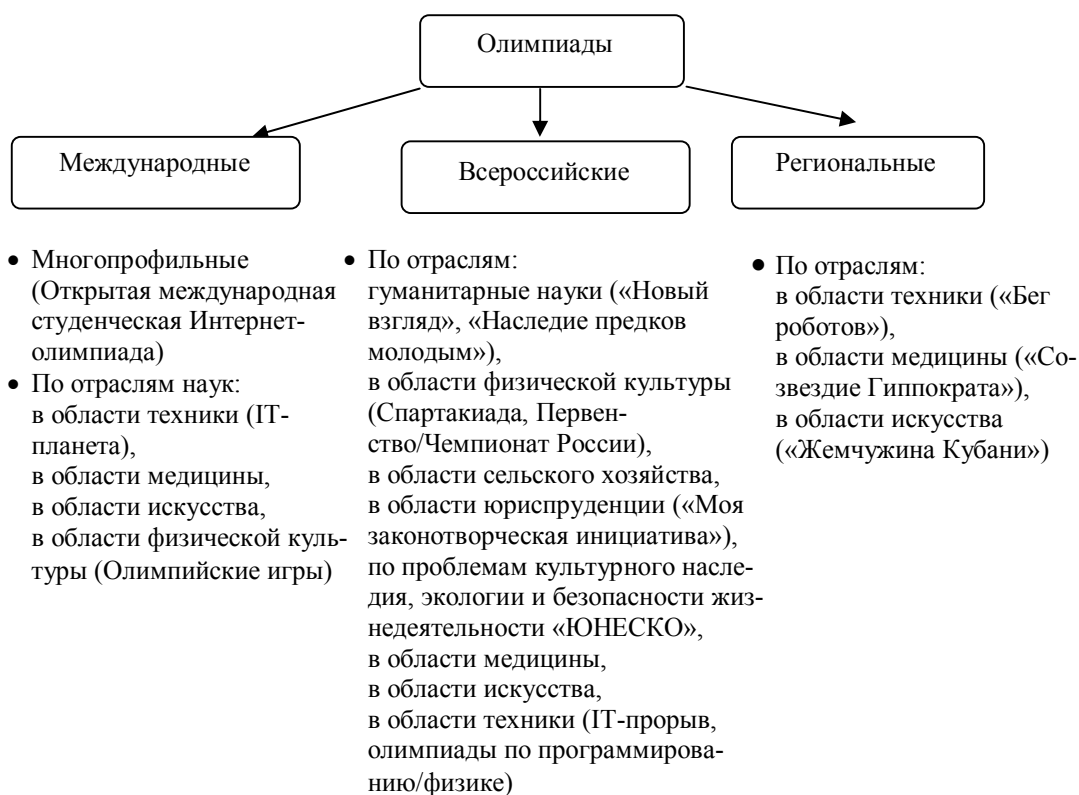 Олимпиады
Международные
Всероссийские
Региональные
• Многопрофильные
(Открытая международная
студенческая Интернет-
олимпиада)
• По отраслям наук:
в области техники (IT-
планета),
в области медицины,
в области искусства,
в области физической куль-
туры (Олимпийские игры)
• По отраслям:
гуманитарные науки («Новый
взгляд», «Наследие предков
молодым»),
в области физической культуры
(Спартакиада, Первен-
ство/Чемпионат России),
в области сельского хозяйства,
в области юриспруденции («Моя
законотворческая инициатива»),
по проблемам культурного насле-
дия, экологии и безопасности жиз-
недеятельности «ЮНЕСКО»,
в области медицины,
в области искусства,
в области техники (IT-прорыв,
олимпиады по программирова-
нию/физике)
• По отраслям:
в области техники («Бег
роботов»),
в области медицины («Со-
звездие Гиппократа»),
в области искусства
(«Жемчужина Кубани»)